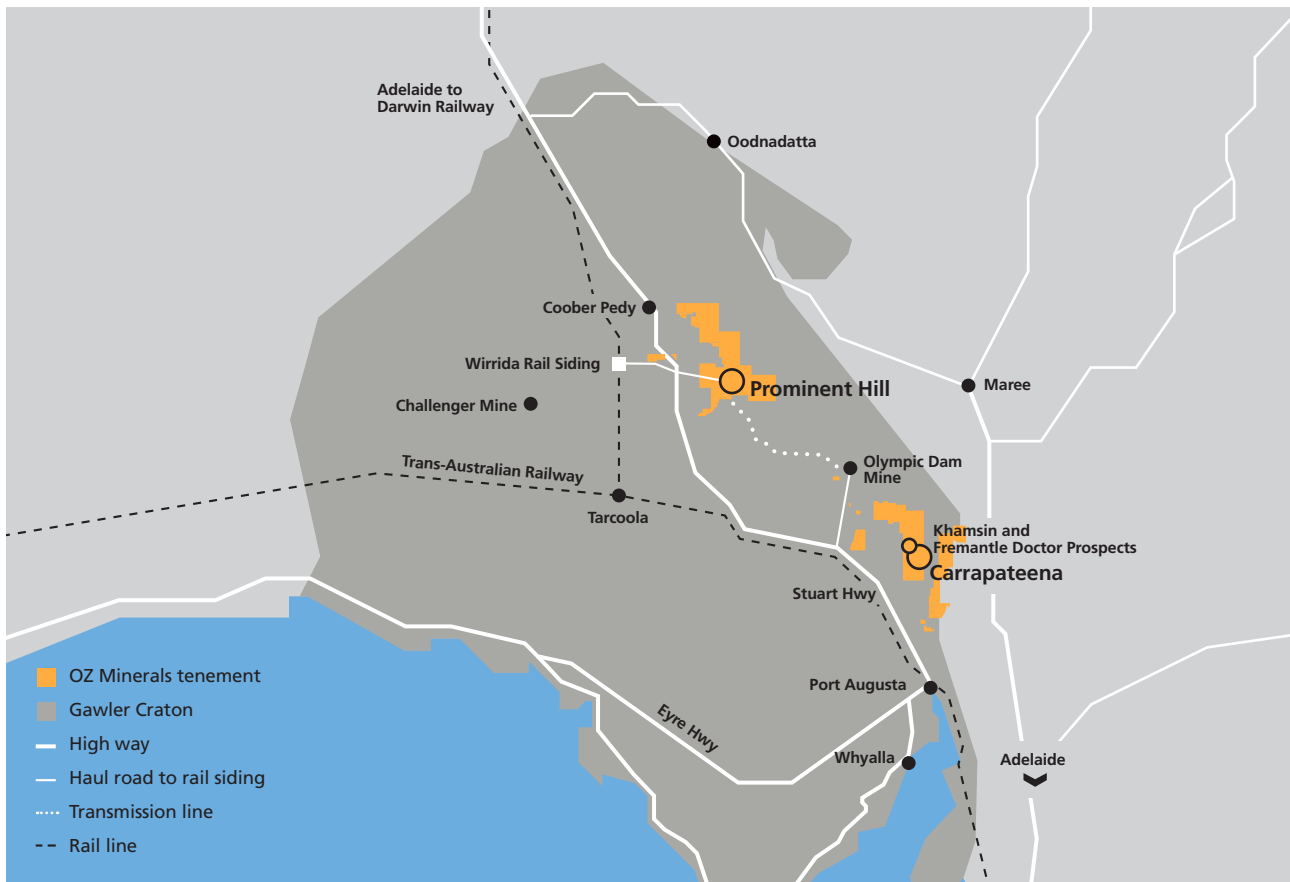 Adelaide to
Darwin Railway
Oodnadatta
Coober Pedy
Wirrida Rail Siding
Prominent Hill
Maree
Challenger Mine
Trans-Australian Railway
Olympic Dam
Mine
Tarcoola
Khamsin and
Fremantle Doctor Prospects
Carrapateena
Stuart Hwy
Port Augusta
Eyre Hwy
Whyalla
Adelaide
OZ Minerals tenement
Gawler Craton
High way
Haul road to rail siding
Transmission line
Rail line